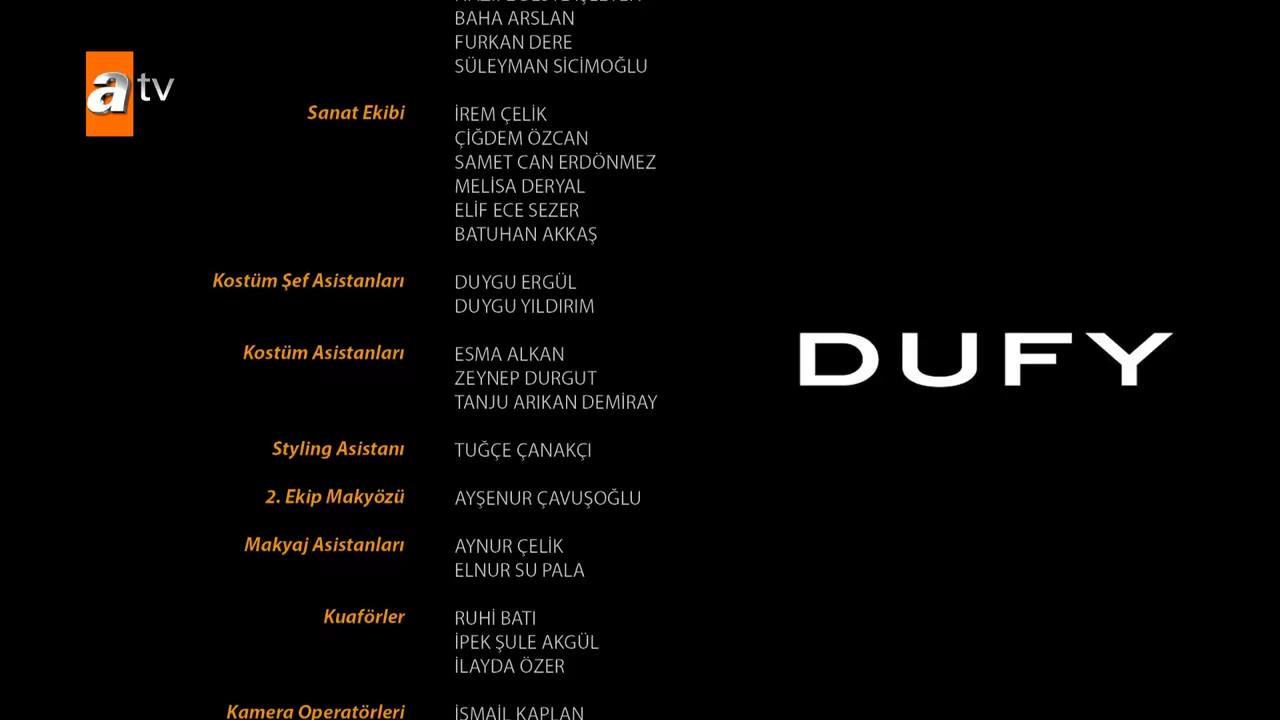 BAHA ARSLAN
FURKAN DERE
SÜLEYMAN SİCİMOĞLU
atv
Sanat Ekibi İREM ÇELİK
ÇİĞDEM ÖZCAN
SAMET CAN ERDÖNMEZ
MELİSA DERYAL
ELİF ECE SEZER
BATUHAN AKKAŞ
Kostüm Şef Asistanları DUYGU ERGÜL
DUYGU YILDIRIM
Kostüm Asistanları ESMA ALKAN
ZEYNEP DURGUT
TANJU ARIKAN DEMİRAY
DUFY
Styling Asistanı TUĞÇE ÇANAKÇI
2. Ekip Makyözü AYŞENUR ÇAVUŞOĞLU
Makyaj Asistanları AYNUR ÇELİK
ELNUR SU PALA
Kuaförler RUHİ BATI
İPEK ŞULE AKGÜL
İLAYDA ÖZER
Kamera Operatörleri İSMAİL KAPLAN